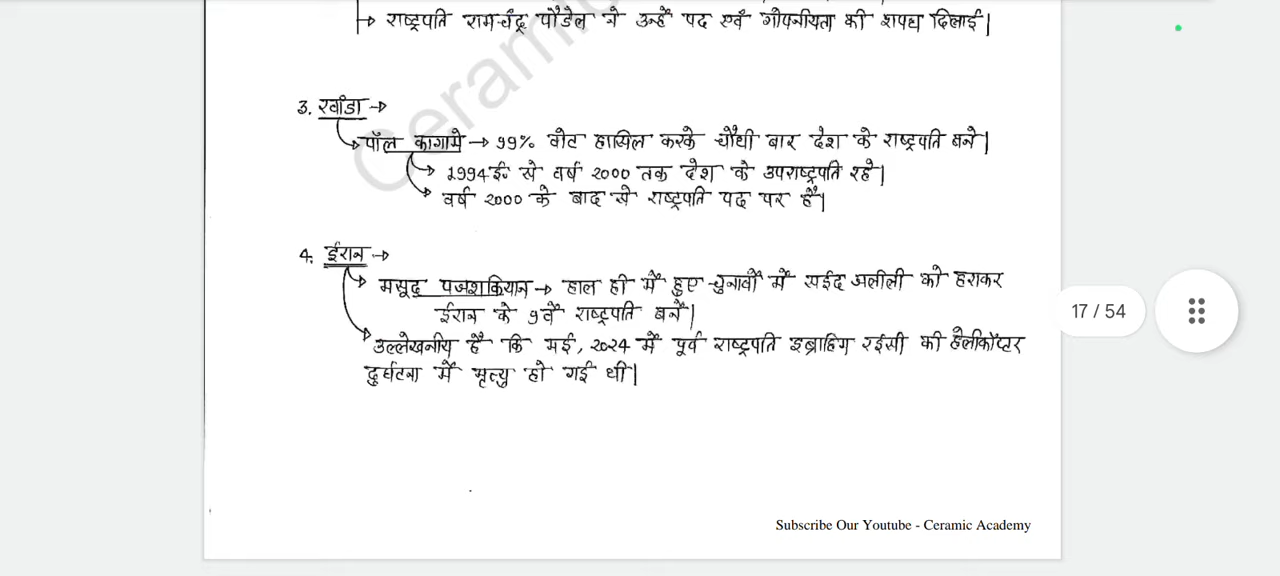 राष्ट्रपति रामचंद्र पौडेल ने उन्हें पद एवं गोपनीयता की शपथ दिलाई।
3. रवांडा →
पॉल कागामे → 99% वोट हासिल करके चौथी बार देश के राष्ट्रपति बने।
1994ई॰ से वर्ष 2000 तक देश के उपराष्ट्रपति रहे।
वर्ष 2000 के बाद से राष्ट्रपति पद पर हैं।
4. ईरान →
मसूद पजशकियान → हाल ही में हुए चुनावों में सईद जलीली को हराकर
ईरान के 9वें राष्ट्रपति बनें।
17 / 54
उल्लेखनीय है कि मई, 2024 में पूर्व राष्ट्रपति इब्राहिम रईसी की हेलीकॉप्टर
दुर्घटना में मृत्यु हो गई थी।
Subscribe Our Youtube - Ceramic Academy
Ceramic